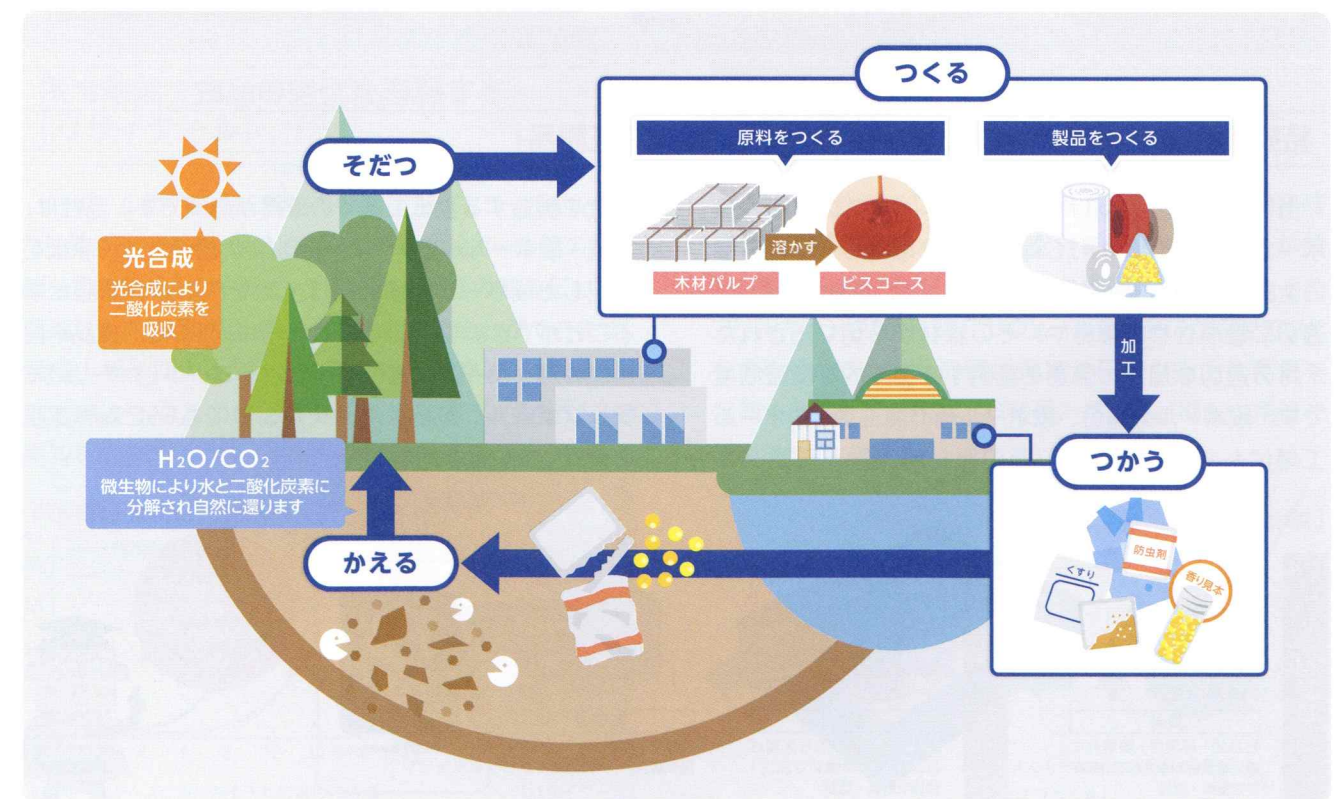 つくる
原料をつくる
製品をつくる
そだつ
溶かす
木材パルプ
ビスコース
光合成
光合成により
二酸化炭素を
吸収
加工
H₂O/CO₂
微生物により水と二酸化炭素に
分解され自然に還ります
つかう
防虫剤
くすり
香り見本
かえる